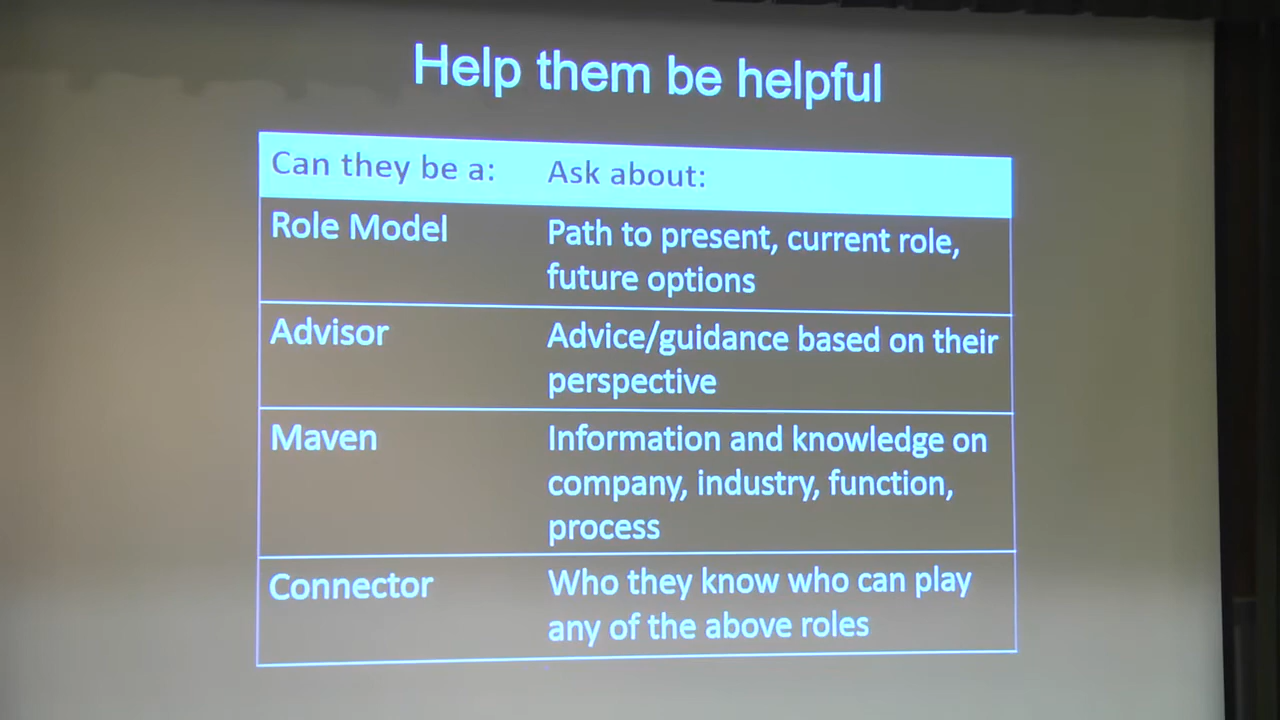 Help them be helpful
Can they be a: Ask about:
Role Model Path to present, current role,
future options
Advisor Advice/guidance based on their
perspective
Maven Information and knowledge on
company, industry, function,
process
Connector Who they know who can play
any of the above roles